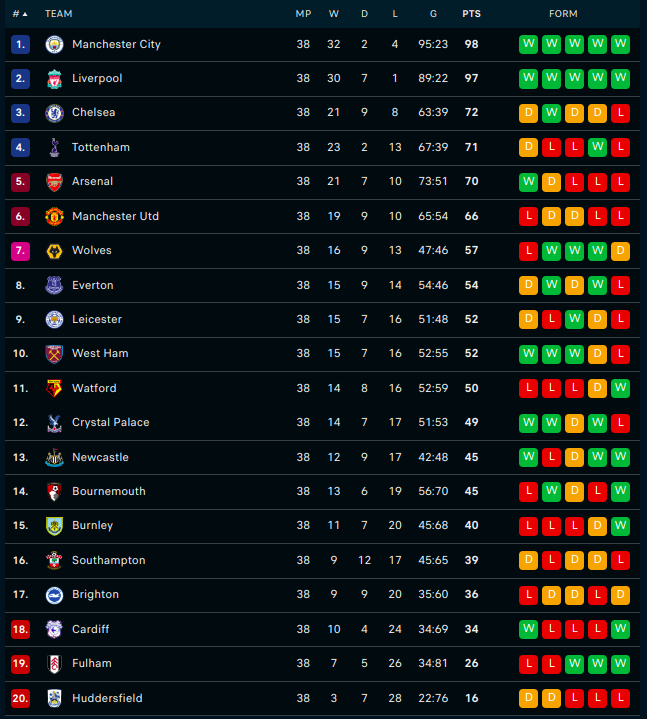 # TEAM MP W D L G PTS FORM
1. Manchester City 38 32 2 4 95:23 98 W W W W W
2. Liverpool 38 30 7 1 89:22 97 W W W W W
3. Chelsea 38 21 9 8 63:39 72 D W D D L
4. Tottenham 38 23 2 13 67:39 71 D L L W L
5. Arsenal 38 21 7 10 73:51 70 W D L L L
6. Manchester Utd 38 19 9 10 65:54 66 L D D L L
7. Wolves 38 16 9 13 47:46 57 L W W W D
8. Everton 38 15 9 14 54:46 54 D W D W L
9. Leicester 38 15 7 16 51:48 52 D L W D L
10. West Ham 38 15 7 16 52:55 52 W W W D L
11. Watford 38 14 8 16 52:59 50 L L L D W
12. Crystal Palace 38 14 7 17 51:53 49 W W D W L
13. Newcastle 38 12 9 17 42:48 45 W L D W W
14. Bournemouth 38 13 6 19 56:70 45 L W D L W
15. Burnley 38 11 7 20 45:68 40 L L L D W
16. Southampton 38 9 12 17 45:65 39 D L D D L
17. Brighton 38 9 9 20 35:60 36 L D D L D
18. Cardiff 38 10 4 24 34:69 34 W L L L W
19. Fulham 38 7 5 26 34:81 26 L L W W W
20. Huddersfield 38 3 7 28 22:76 16 D D L L L